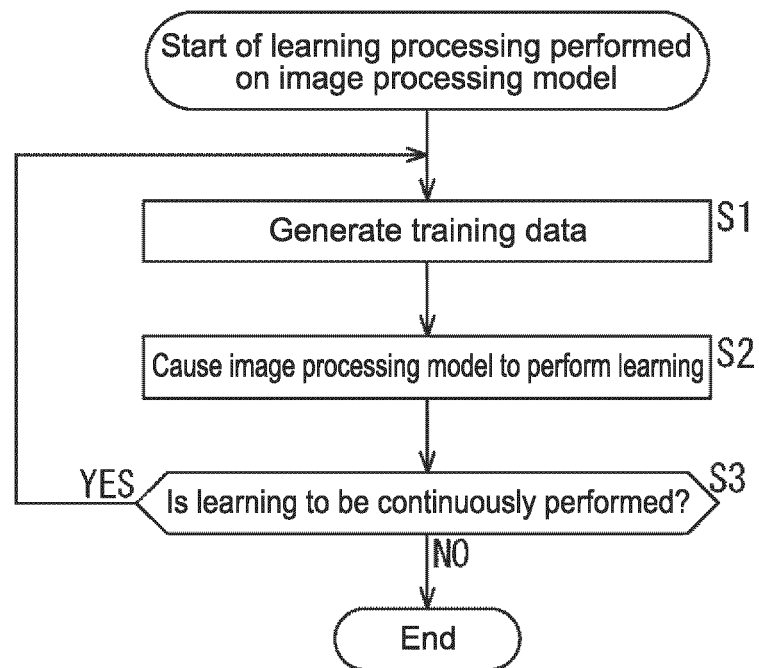 Start of learning processing performed
on image processing model
Generate training data
S1
Cause image processing model to perform learning
S2
YES
Is learning to be continuously performed?
S3
NO
End